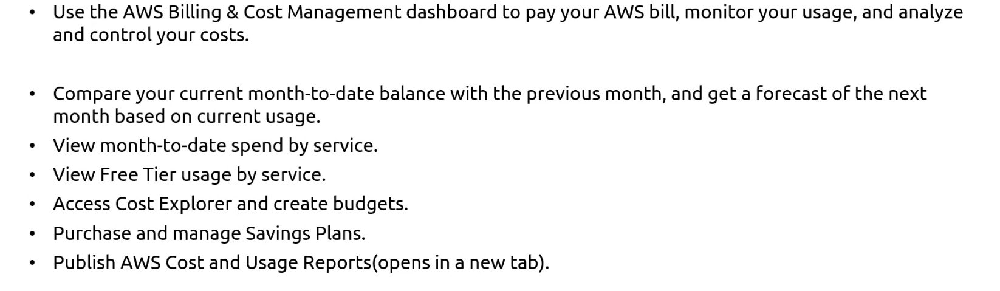 • Use the AWS Billing & Cost Management dashboard to pay your AWS bill, monitor your usage, and analyze
and control your costs.
• Compare your current month-to-date balance with the previous month, and get a forecast of the next
month based on current usage.
• View month-to-date spend by service.
• View Free Tier usage by service.
• Access Cost Explorer and create budgets.
• Purchase and manage Savings Plans.
• Publish AWS Cost and Usage Reports(opens in a new tab).